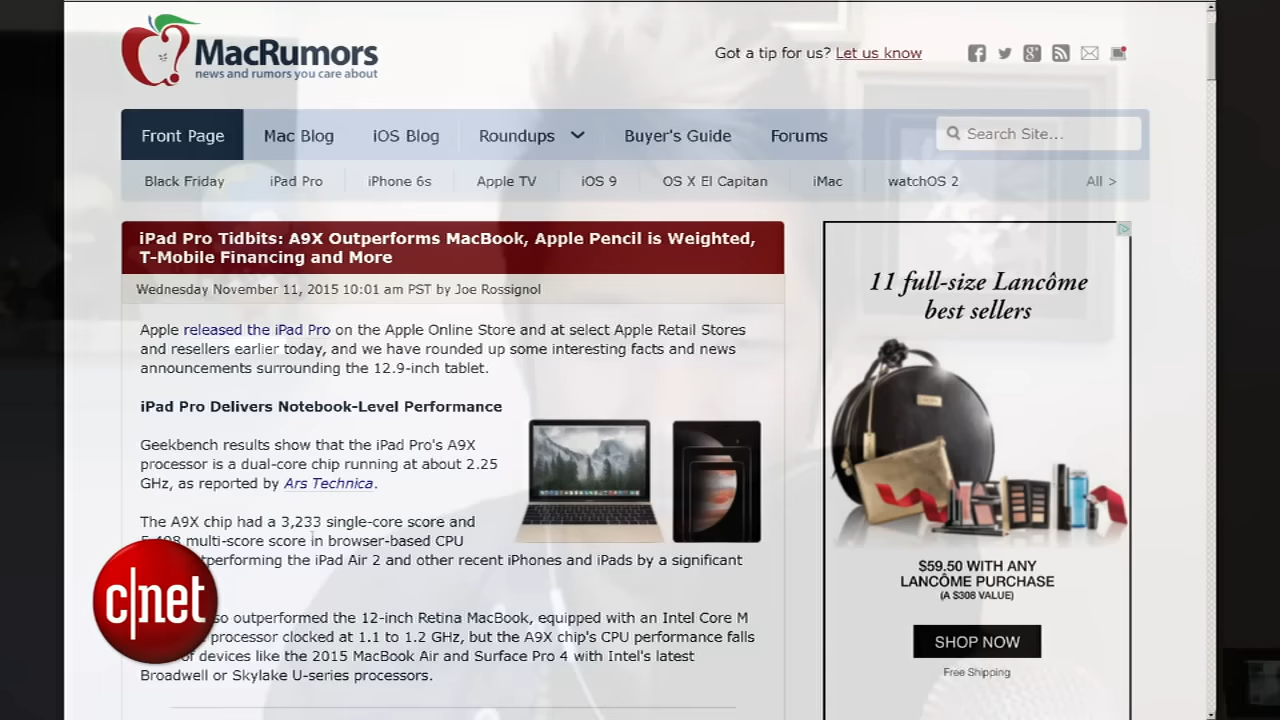 MacRumors
news and rumors you care about
Got a tip for us? Let us know
Front Page Mac Blog iOS Blog Roundups Buyer's Guide Forums Search Site...
Black Friday iPad Pro iPhone 6s Apple TV iOS 9 OS X El Capitan iMac watchOS 2 All >
iPad Pro Tidbits: A9X Outperforms MacBook, Apple Pencil is Weighted,
T-Mobile Financing and More
Wednesday November 11, 2015 10:01 am PST by Joe Rossignol
Apple released the iPad Pro on the Apple Online Store and at select Apple Retail Stores
and resellers earlier today, and we have rounded up some interesting facts and news
announcements surrounding the 12.9-inch tablet.
iPad Pro Delivers Notebook-Level Performance
Geekbench results show that the iPad Pro's A9X
processor is a dual-core chip running at about 2.25
GHz, as reported by Ars Technica.
The A9X chip had a 3,233 single-core score and
multi-score score in browser-based CPU
the iPad Air 2 and other recent iPhones and iPads by a significant
outperformed the 12-inch Retina MacBook, equipped with an Intel Core M
processor clocked at 1.1 to 1.2 GHz, but the A9X chip's CPU performance falls
of devices like the 2015 MacBook Air and Surface Pro 4 with Intel's latest
Broadwell or Skylake U-series processors.
c|net
11 full-size Lancôme
best sellers
$59.50 WITH ANY
LANCÔME PURCHASE
(A $308 VALUE)
SHOP NOW
Free Shipping